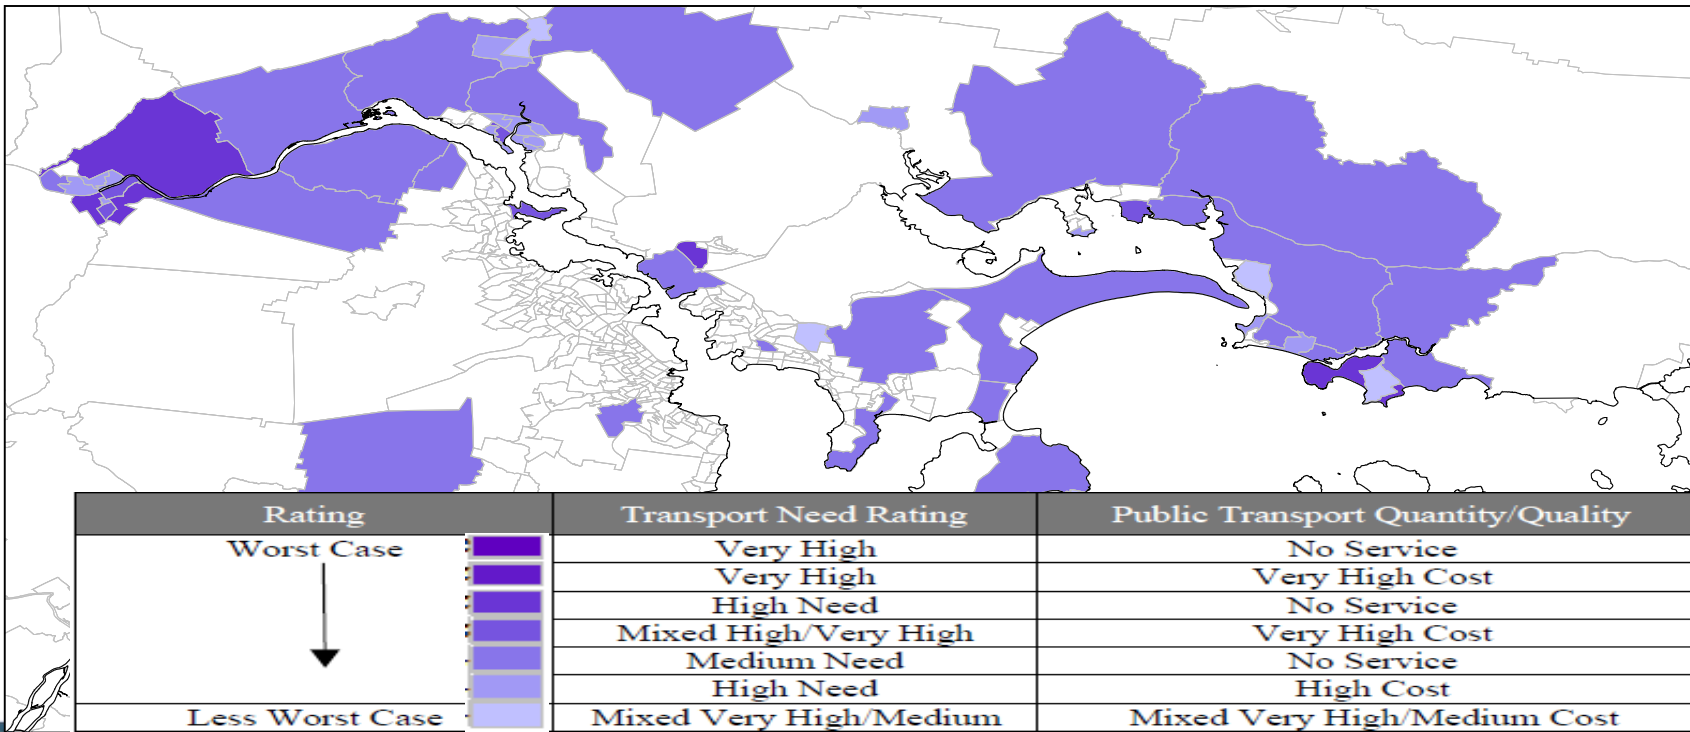 Rating Transport Need Rating Public Transport Quantity/Quality
Worst Case Very High No Service
Very High Very High Cost
High Need No Service
Mixed High/Very High Very High Cost
Medium Need No Service
High Need High Cost
Less Worst Case Mixed Very High/Medium Mixed Very High/Medium Cost